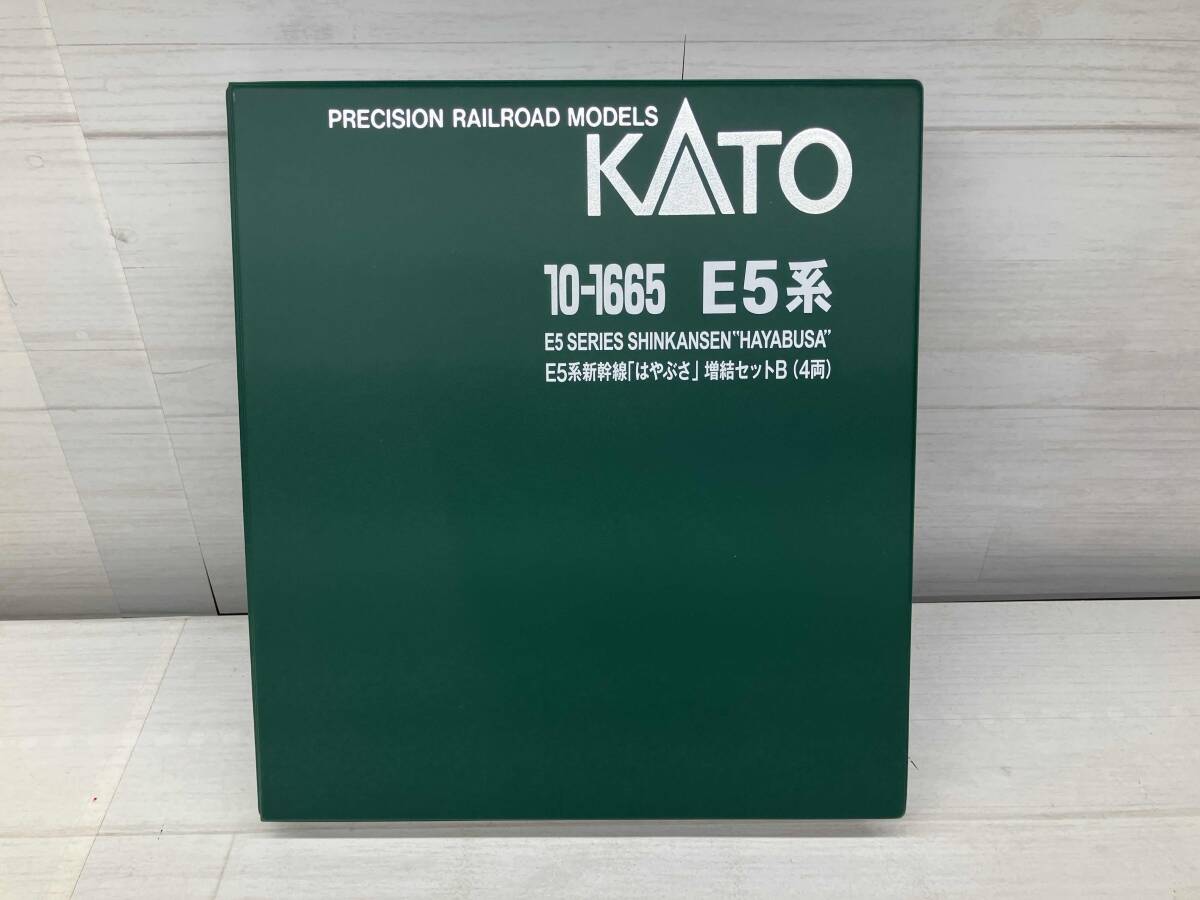 PRECISION RAILROAD MODELS
KATO
10-1665 E5系
E5 SERIES SHINKANSEN "HAYABUSA"
E5系新幹線「はやぶさ」増結セットB (4両)